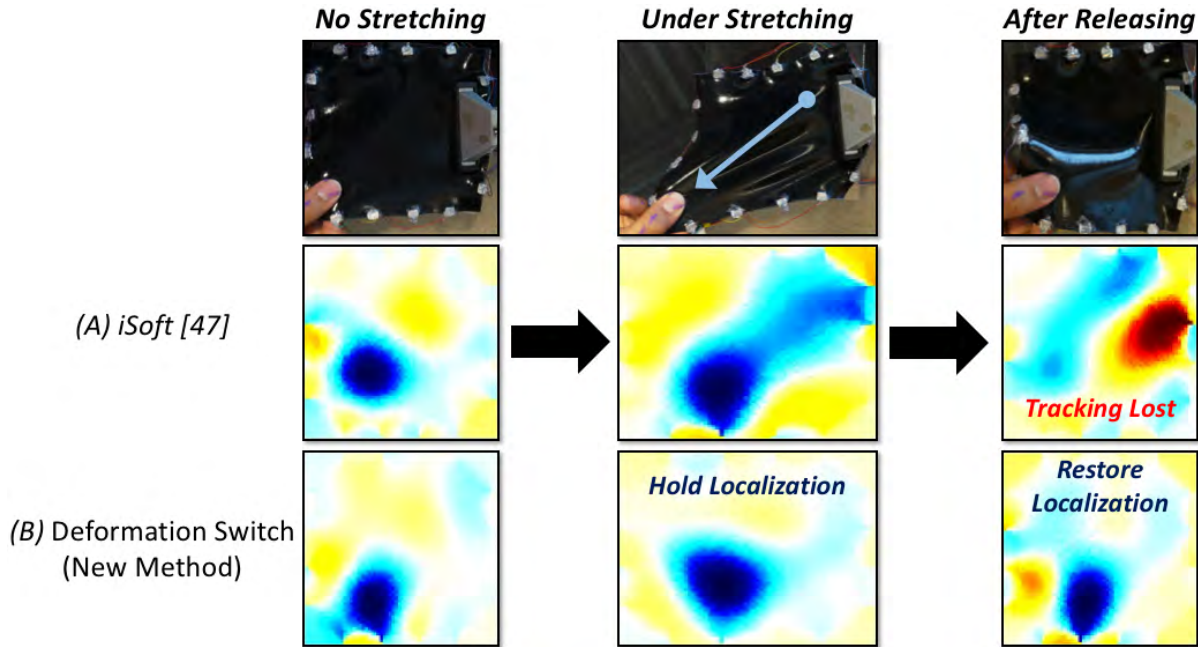 No Stretching
Under Stretching
After Releasing
(A) iSoft [47]
Tracking Lost
(B) Deformation Switch
(New Method)
Hold Localization
Restore
Localization